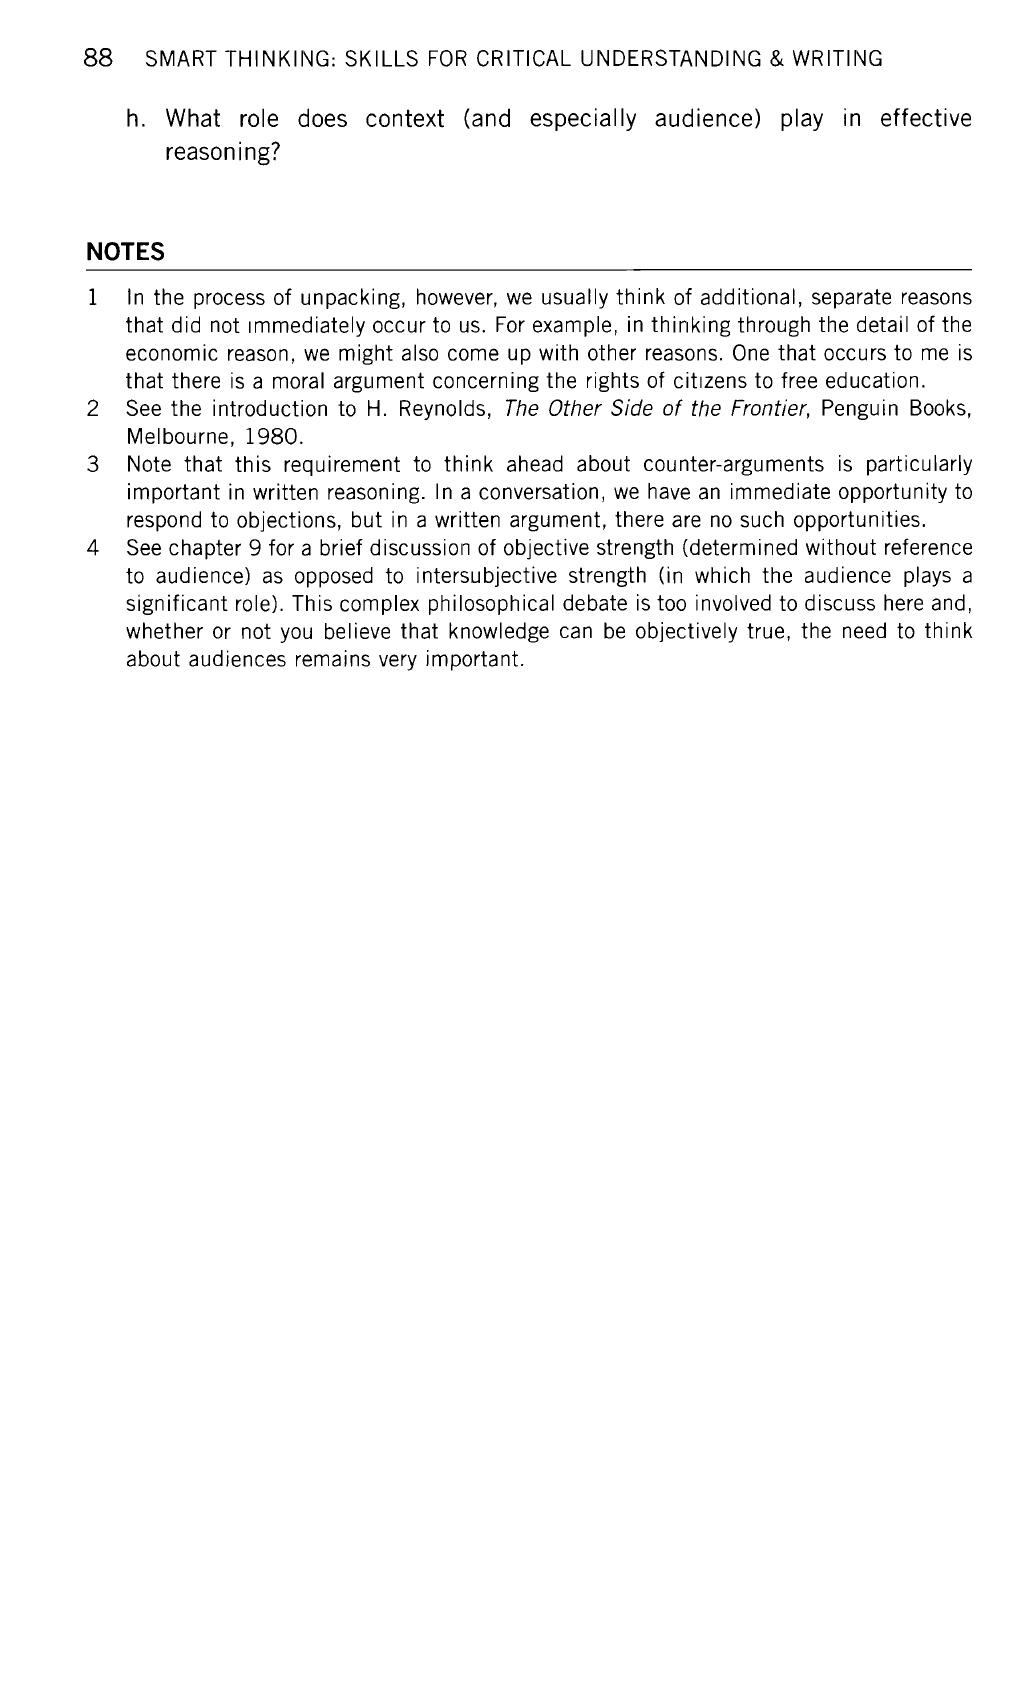 88 SMART THINKING: SKILLS FOR CRITICAL UNDERSTANDING & WRITING
h. What role does context (and especially audience) play in effective
reasoning?
NOTES
1 In the process of unpacking, however, we usually think of additional, separate reasons
that did not immediately occur to us. For example, in thinking through the detail of the
economic reason, we might also come up with other reasons. One that occurs to me is
that there is a moral argument concerning the rights of citizens to free education.
2 See the introduction to H. Reynolds, The Other Side of the Frontier, Penguin Books,
Melbourne, 1980.
3 Note that this requirement to think ahead about counter-arguments is particularly
important in written reasoning. In a conversation, we have an immediate opportunity to
respond to objections, but in a written argument, there are no such opportunities.
4 See chapter 9 for a brief discussion of objective strength (determined without reference
to audience) as opposed to intersubjective strength (in which the audience plays a
significant role). This complex philosophical debate is too involved to discuss here and,
whether or not you believe that knowledge can be objectively true, the need to think
about audiences remains very important.